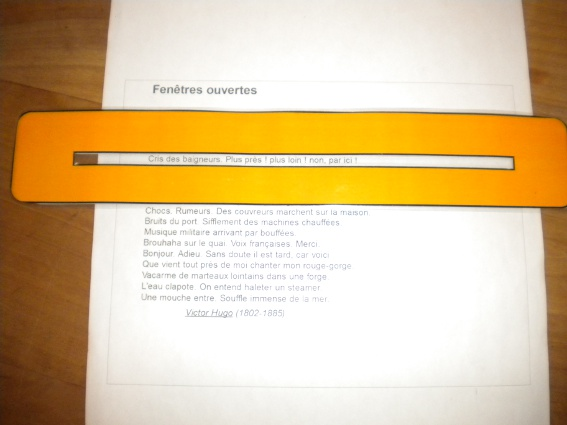 Fenêtres ouvertes
Cris des baigneurs. Plus près ! plus loin ! non, par ici !
Chocs. Rumeurs. Des couvreurs marchent sur la maison.
Bruits du port. Sifflement des machines chauffées
Musique militaire arrivant par bouffées.
Brouhaha sur le quai. Voix françaises. Merci.
Bonjour. Adieu. Sans doute il est tard, car voici
Que vient tout près de moi chanter mon rouge-gorge
Vacarme de marteaux lointains dans une forge.
L'eau clapote. On entend haleter un steamer
Une mouche entre. Souffle immense de la mer.
Victor Hugo (1802-1885)